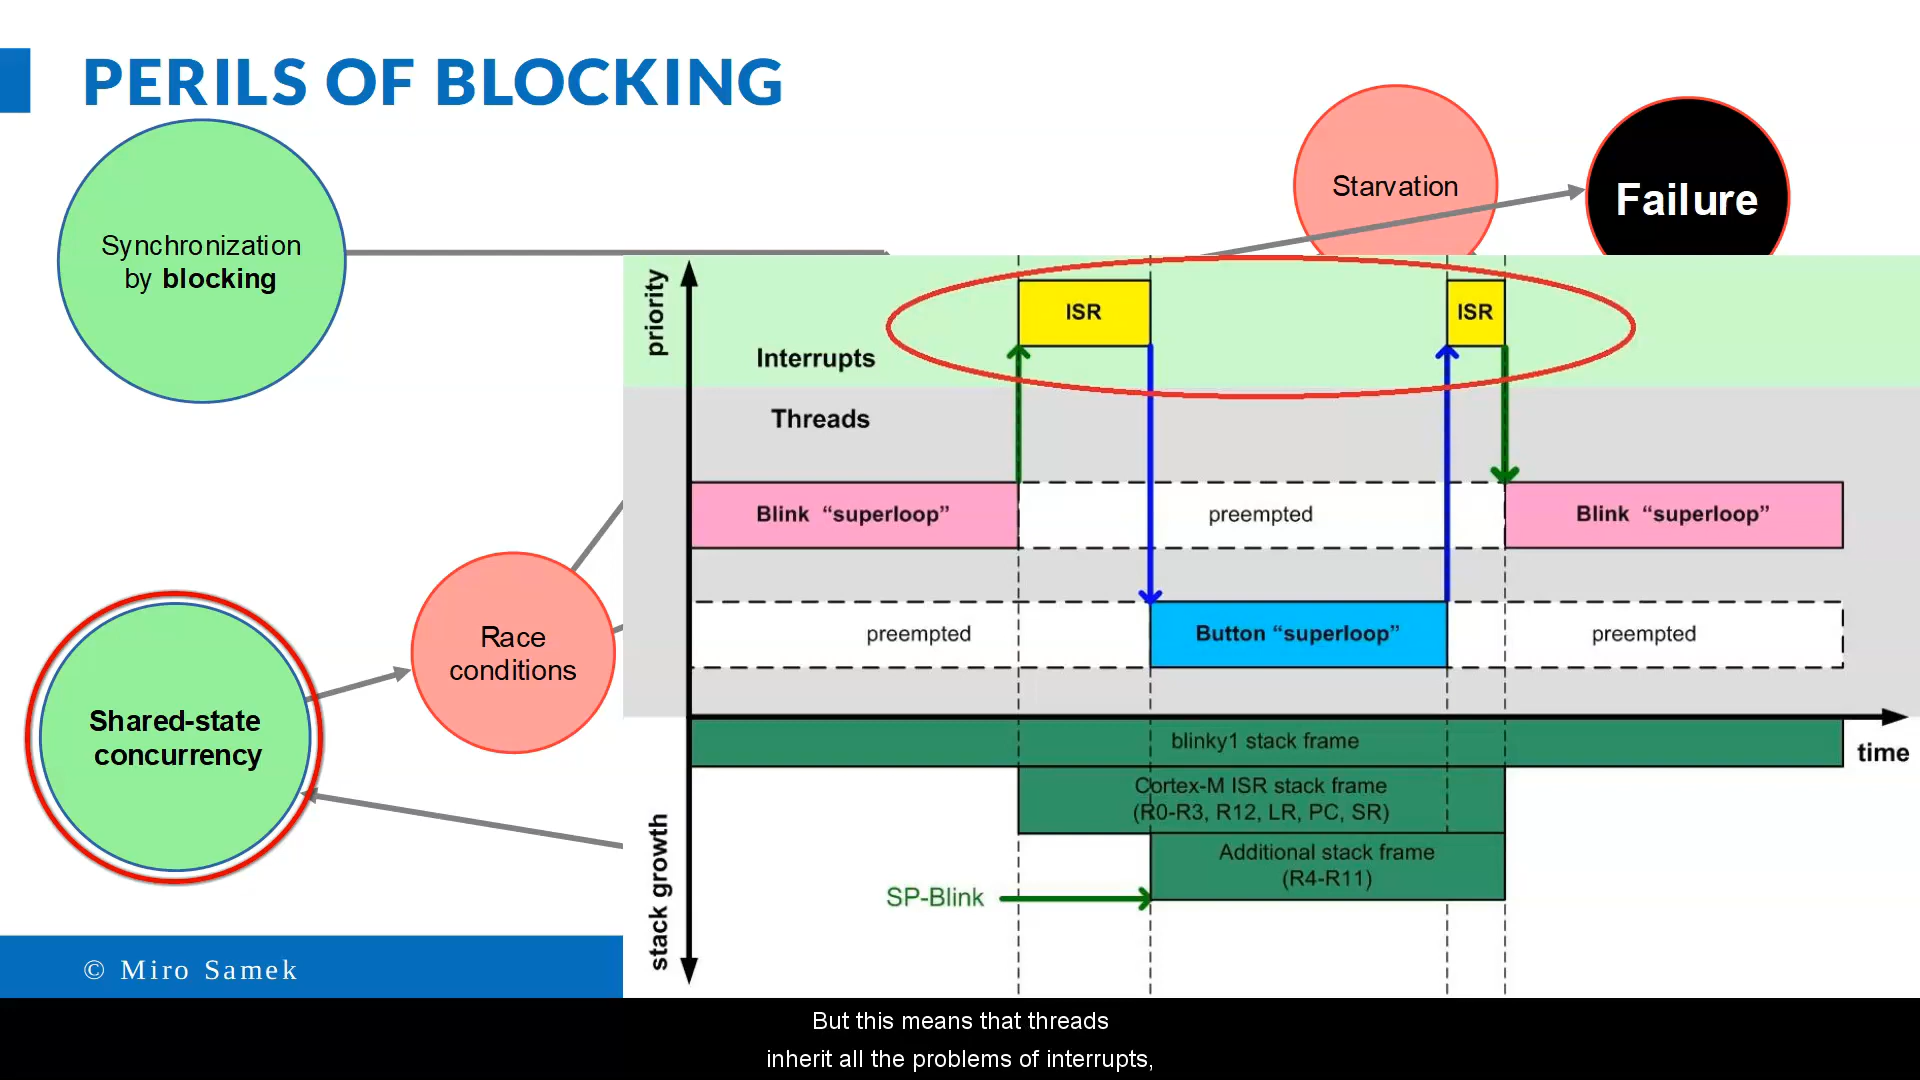 PERILS OF BLOCKING
Synchronization
by blocking
Starvation
Failure
priority
ISR
ISR
Interrupts
Threads
Blink “superloop”
preempted
Blink “superloop”
preempted
Button “superloop”
preempted
Race
conditions
Shared-state
concurrency
blinky1 stack frame
time
Cortex-M ISR stack frame
(R0-R3, R12, LR, PC, SR)
Additional stack frame
(R4-R11)
SP-Blink
stack growth
© Miro Samek
But this means that threads
inherit all the problems of interrupts,